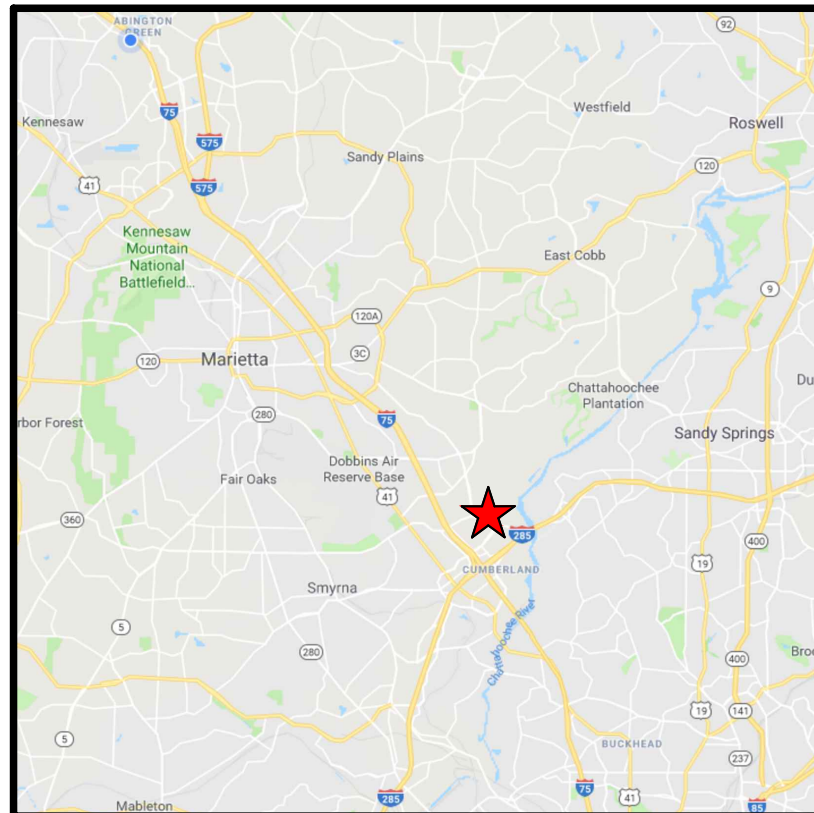 ABINGTON
GREEN
92
75
Westfield
Kennesaw
Roswell
575
Sandy Plains
120
41
575
Kennesaw
Mountain
National
Battlefield...
East Cobb
9
120A
3C
Marietta
120
Du
Chattahoochee
Plantation
280
75
rbor Forest
Sandy Springs
Dobbins Air
Reserve Base
Fair Oaks
41
360
285
400
CUMBERLAND
19
Smyrna
Chattahoochee River
5
280
Broo
400
19
141
5
BUCKHEAD
237
75
285
41
Mableton
85